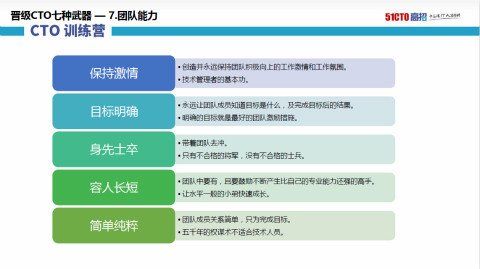 晋级CTO七种武器 — 7.团队能力
51CTO 高招
CTO 训练营
保持激情
• 创造并永远保持团队积极向上的工作激情和工作氛围。
• 技术管理者的基本功。
目标明确
• 永远让团队成员知道目标是什么，及完成目标后的结果。
• 明确的目标就是最好的团队激励措施。
身先士卒
• 带着团队去冲。
• 只有不合格的将军，没有不合格的士兵。
容人长短
• 团队中要有，且要鼓励不断产生比自己的专业能力还强的高手。
• 让水平一般的小弟快速成长。
简单纯粹
• 团队成员关系简单，只为完成目标。
• 五千年的权谋术不适合技术人员。